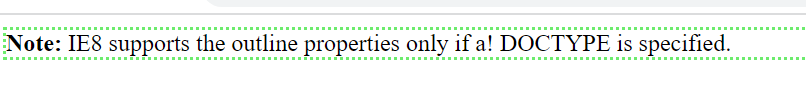 Note: IE8 supports the outline properties only if a! DOCTYPE is specified.